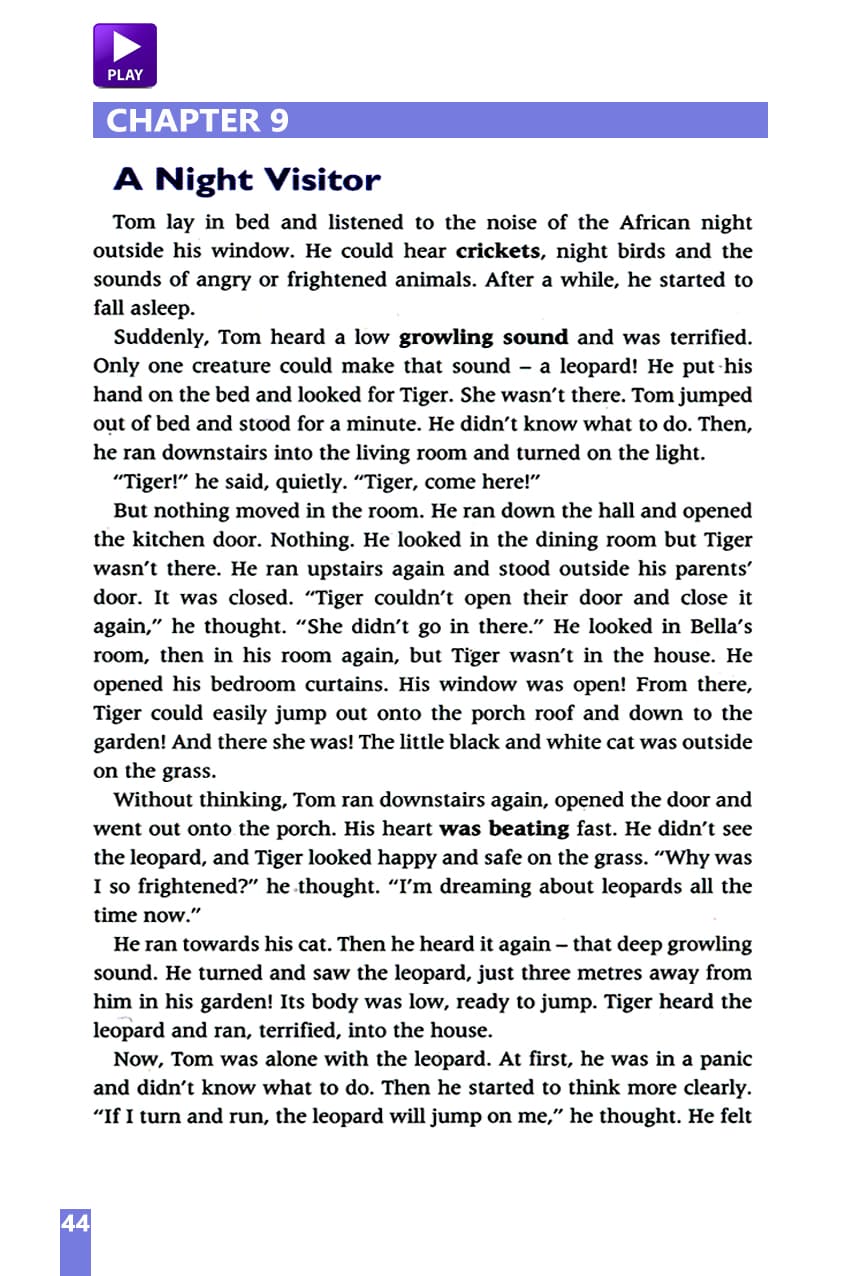 PLAY
CHAPTER 9
A Night Visitor
Tom lay in bed and listened to the noise of the African night
outside his window. He could hear crickets, night birds and the
sounds of angry or frightened animals. After a while, he started to
fall asleep.
Suddenly, Tom heard a low growling sound and was terrified.
Only one creature could make that sound – a leopard! He put his
hand on the bed and looked for Tiger. She wasn't there. Tom jumped
out of bed and stood for a minute. He didn't know what to do. Then,
he ran downstairs into the living room and turned on the light.
"Tiger!" he said, quietly. "Tiger, come here!"
But nothing moved in the room. He ran down the hall and opened
the kitchen door. Nothing. He looked in the dining room but Tiger
wasn't there. He ran upstairs again and stood outside his parents'
door. It was closed. "Tiger couldn't open their door and close it
again," he thought. "She didn't go in there." He looked in Bella's
room, then in his room again, but Tiger wasn't in the house. He
opened his bedroom curtains. His window was open! From there,
Tiger could easily jump out onto the porch roof and down to the
garden! And there she was! The little black and white cat was outside
on the grass.
Without thinking, Tom ran downstairs again, opened the door and
went out onto the porch. His heart was beating fast. He didn't see
the leopard, and Tiger looked happy and safe on the grass. "Why was
I so frightened?" he thought. "I'm dreaming about leopards all the
time now."
He ran towards his cat. Then he heard it again – that deep growling
sound. He turned and saw the leopard, just three metres away from
him in his garden! Its body was low, ready to jump. Tiger heard the
leopard and ran, terrified, into the house.
Now, Tom was alone with the leopard. At first, he was in a panic
and didn't know what to do. Then he started to think more clearly.
"If I turn and run, the leopard will jump on me," he thought. He felt
44